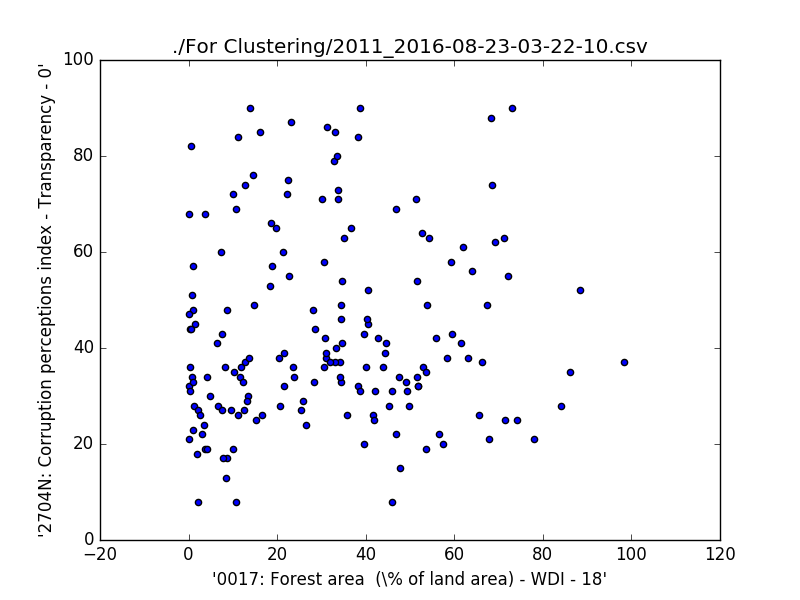 ./For Clustering/2011_2016-08-23-03-22-10.csv
100
80
60
40
20
0
'2704N: Corruption perceptions index - Transparency - 0'
−20 0 20 40 60 80 100 120
'0017: Forest area (\% of land area) - WDI - 18'